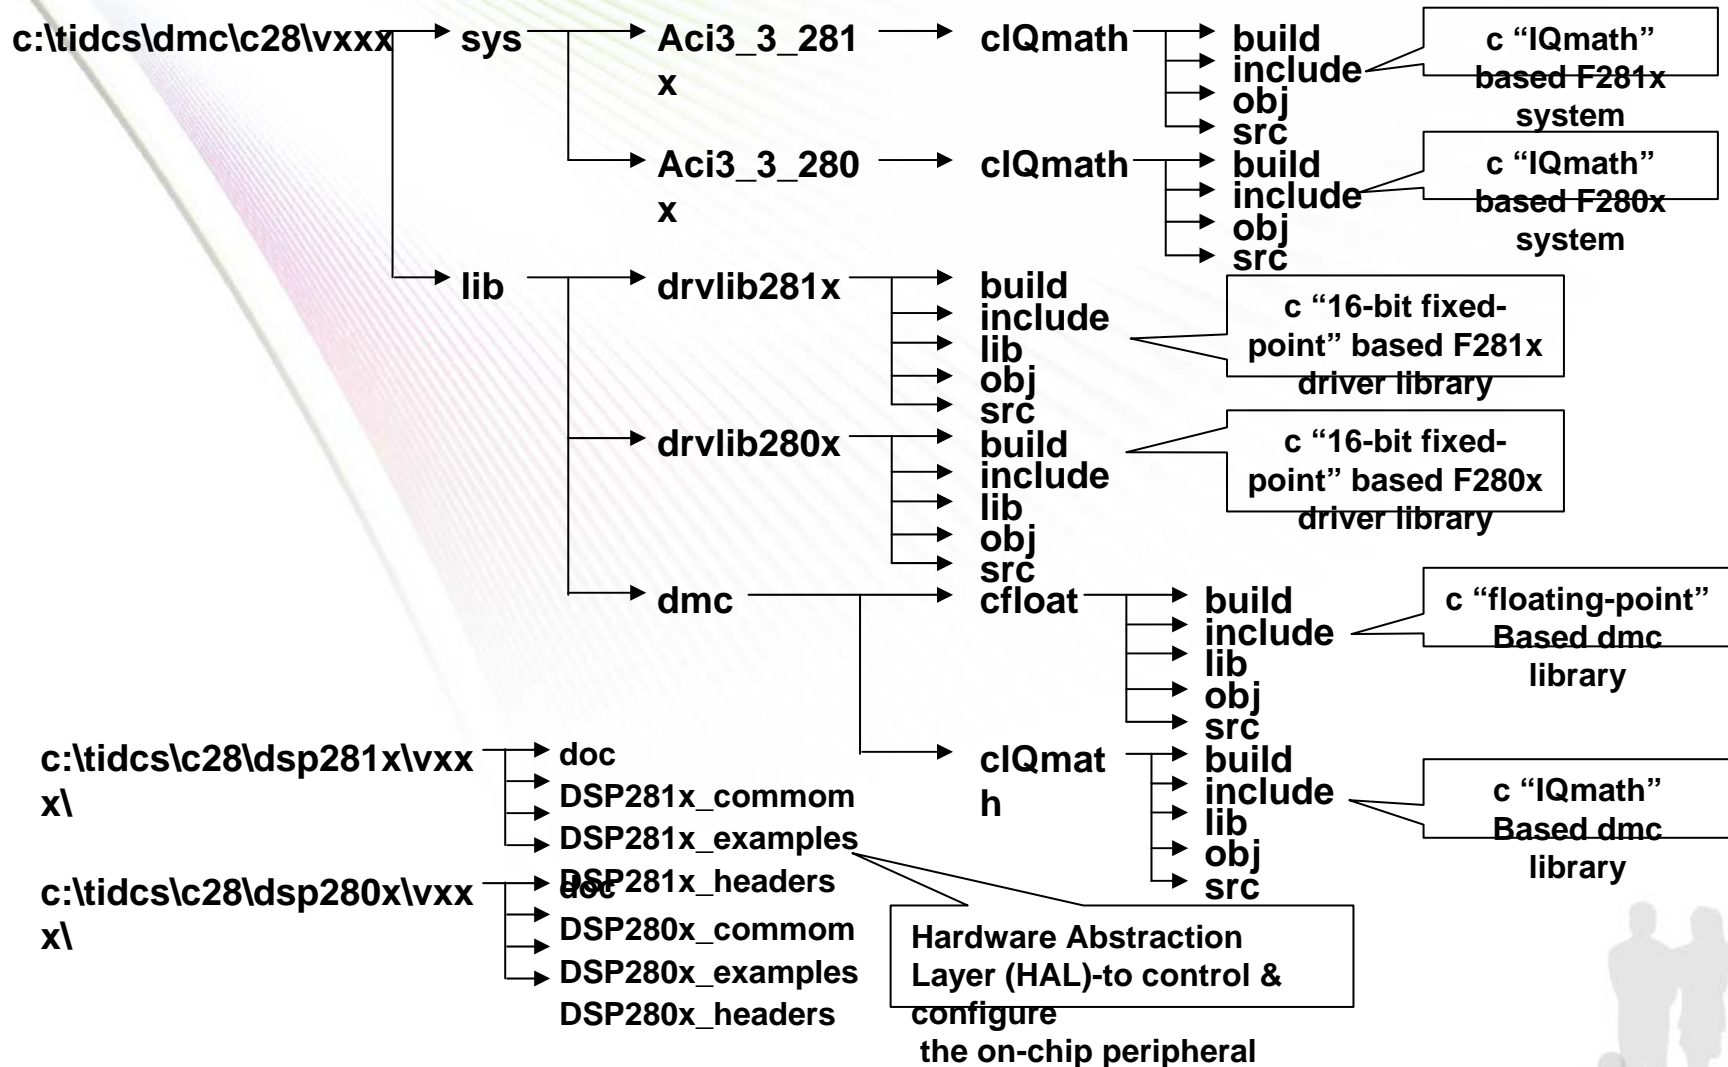 c:\tidcs\dmc\c28\vxxx
sys
Aci3_3_281
x
cIQmath
build
include
obj
src
c “IQmath”
based F281x
system
Aci3_3_280
x
cIQmath
build
include
obj
src
c “IQmath”
based F280x
system
lib
drvlib281x
build
include
lib
obj
src
c “16-bit fixed-
point” based F281x
driver library
drvlib280x
build
include
lib
obj
src
c “16-bit fixed-
point” based F280x
driver library
dmc
cfloat
build
include
lib
obj
src
c “floating-point”
Based dmc
library
cIQmat
h
build
include
lib
obj
src
c “IQmath”
Based dmc
library
c:\tidcs\c28\dsp281x\vxx
x\
doc
DSP281x_commom
DSP281x_examples
DSP281x_headers
c:\tidcs\c28\dsp280x\vxx
x\
doc
DSP280x_commom
DSP280x_examples
DSP280x_headers
Hardware Abstraction
Layer (HAL)-to control &
configure
the on-chip peripheral